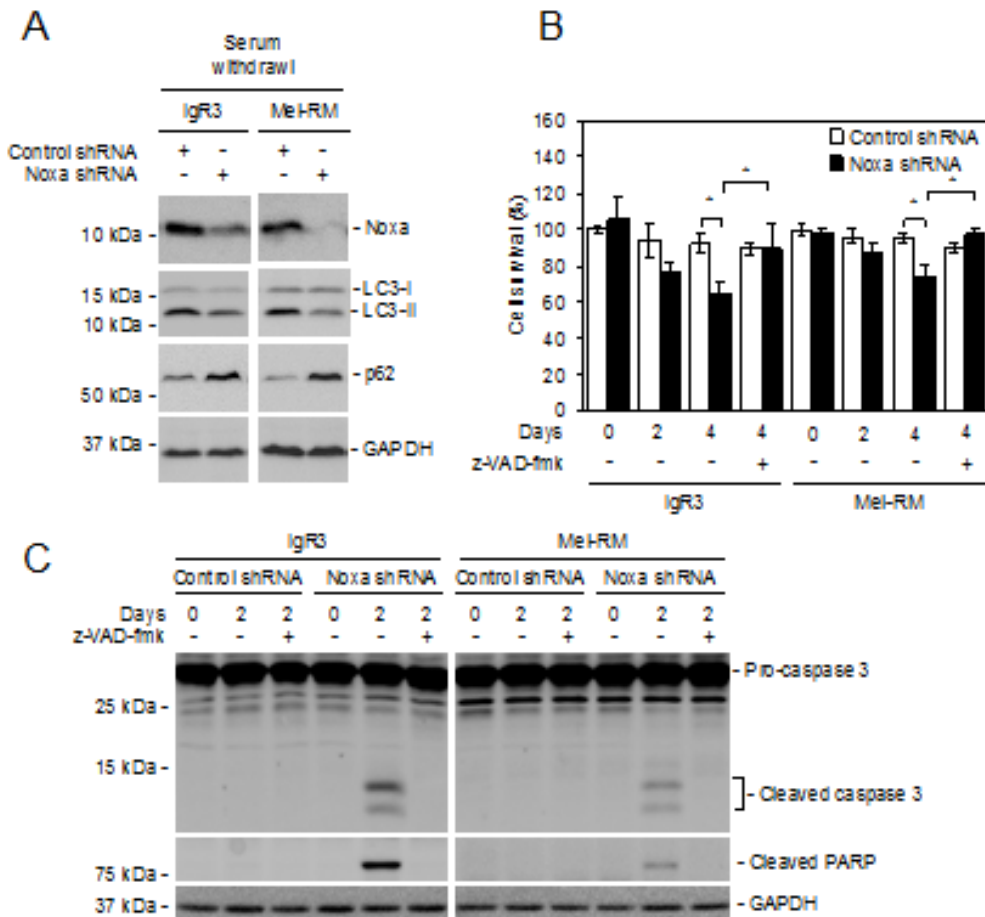 A
Serum
withdrawl
IgR3 Mel-RM
Control shRNA + - + -
Noxa shRNA - + - +
10 kDa - - Noxa
15 kDa - - LC3-I
10 kDa - - LC3-II
50 kDa - - p62
37 kDa - - GAPDH
B
Cell survival (%)
160
140
120
100
80
60
40
20
0
Control shRNA
Noxa shRNA
* * * *
Days 0 2 4 4 0 2 4 4
z-VAD-fmk - - - + - - - +
IgR3 Mel-RM
C
IgR3 Mel-RM
Control shRNA Noxa shRNA Control shRNA Noxa shRNA
Days 0 2 2 0 2 2 0 2 2 0 2 2
z-VAD-fmk - - + - - + - - + - - +
- Pro-caspase 3
25 kDa -
15 kDa -
- Cleaved caspase 3
75 kDa - - Cleaved PARP
37 kDa - - GAPDH